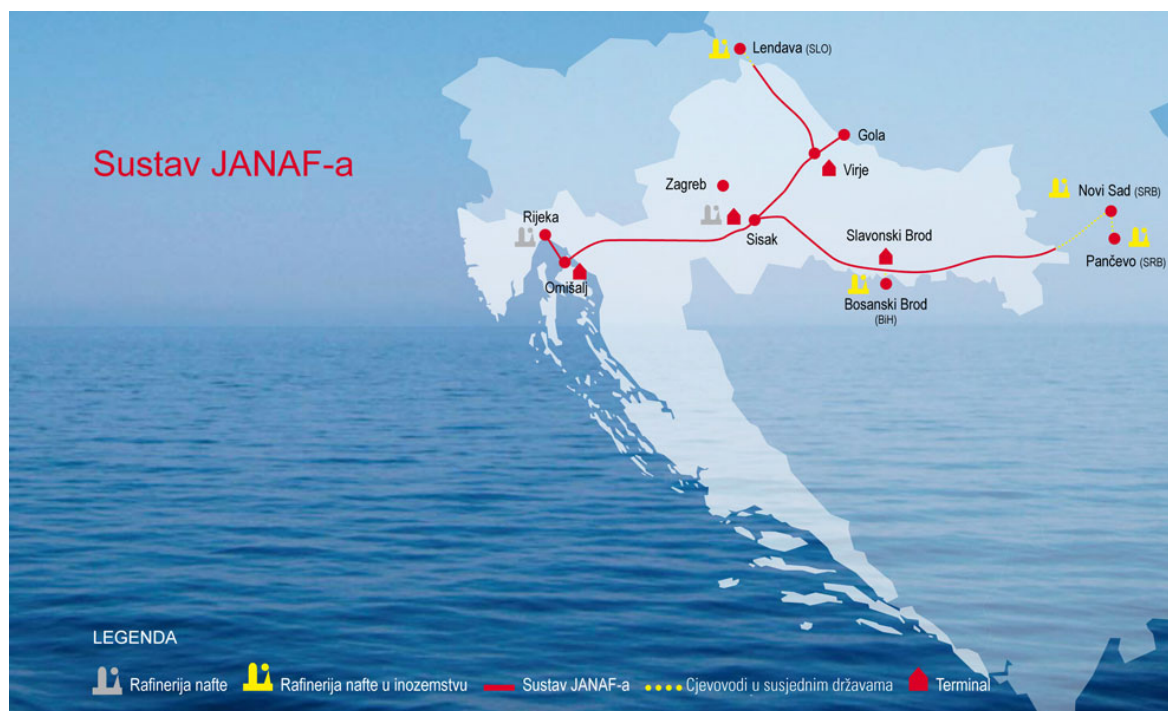 Lendava (SLO)
Gola
Sustav JANAF-a
Virje
Zagreb
Novi Sad (SRB)
Rijeka
Sisak
Slavonski Brod
Pančevo (SRB)
Omišalj
Bosanski Brod
(BiH)
LEGENDA
Rafinerija nafte
Rafinerija nafte u inozemstvu
Sustav JANAF-a
Cjevovodi u susjednim državama
Terminal